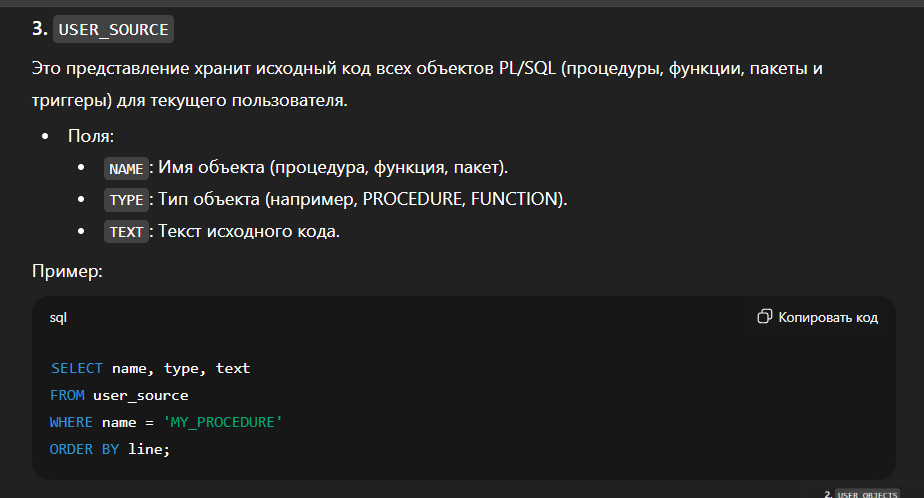 3. USER_SOURCE
Это представление хранит исходный код всех объектов PL/SQL (процедуры, функции, пакеты и
триггеры) для текущего пользователя.
• Поля:
• NAME: Имя объекта (процедура, функция, пакет).
• TYPE: Тип объекта (например, PROCEDURE, FUNCTION).
• TEXT: Текст исходного кода.
Пример:
sql Копировать код
SELECT name, type, text
FROM user_source
WHERE name = 'MY_PROCEDURE'
ORDER BY line;
2. USER_OBJECTS